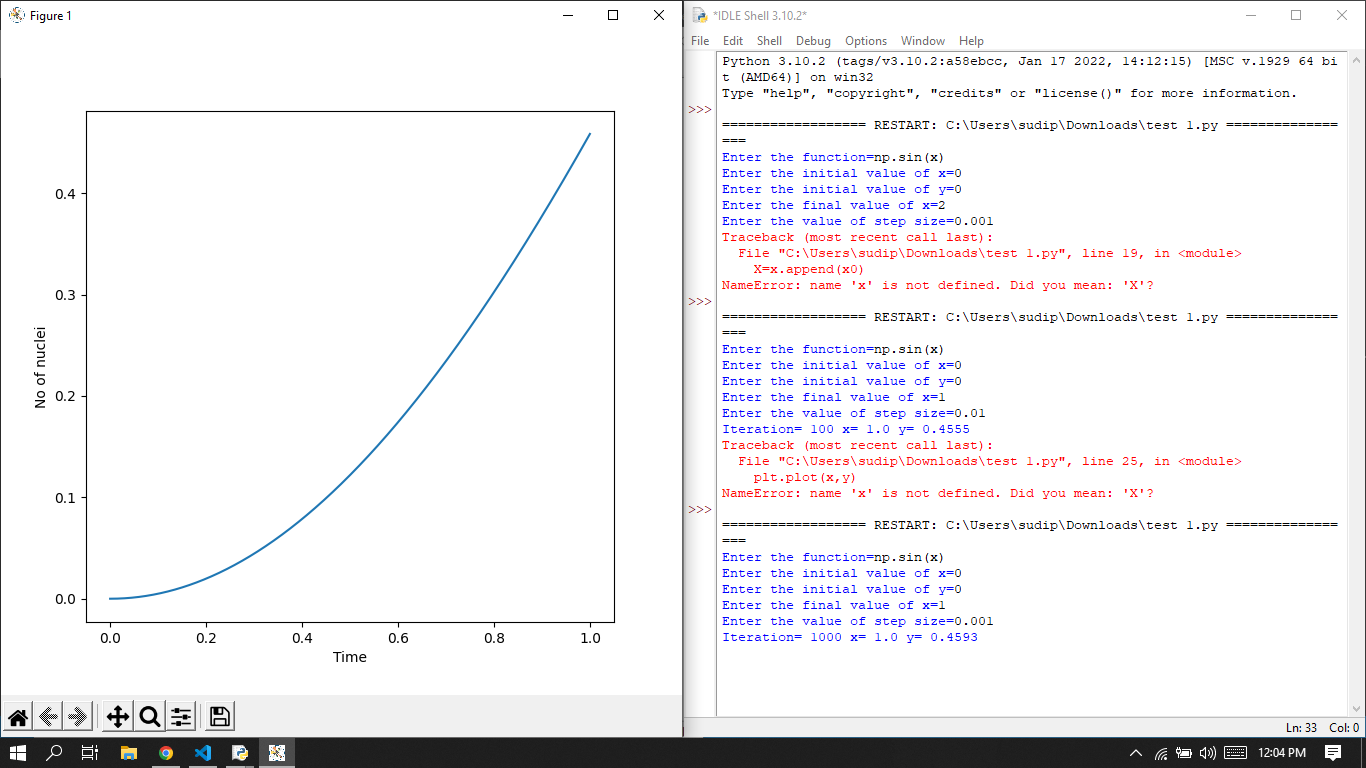 Figure 1
0.4
0.3
0.2
0.1
0.0
No of nuclei
0.0 0.2 0.4 0.6 0.8 1.0
Time
*IDLE Shell 3.10.2*
File Edit Shell Debug Options Window Help
Python 3.10.2 (tags/v3.10.2:a58ebcc, Jan 17 2022, 14:12:15) [MSC v.1929 64 bi
t (AMD64)] on win32
Type "help", "copyright", "credits" or "license()" for more information.
>>>
================== RESTART: C:\Users\sudip\Downloads\test 1.py ==============
===
Enter the function=np.sin(x)
Enter the initial value of x=0
Enter the initial value of y=0
Enter the final value of x=2
Enter the value of step size=0.001
Traceback (most recent call last):
  File "C:\Users\sudip\Downloads\test 1.py", line 19, in <module>
    X=x.append(x0)
NameError: name 'x' is not defined. Did you mean: 'X'?
>>>
================== RESTART: C:\Users\sudip\Downloads\test 1.py ==============
===
Enter the function=np.sin(x)
Enter the initial value of x=0
Enter the initial value of y=0
Enter the final value of x=1
Enter the value of step size=0.01
Iteration= 100 x= 1.0 y= 0.4555
Traceback (most recent call last):
  File "C:\Users\sudip\Downloads\test 1.py", line 25, in <module>
    plt.plot(x,y)
NameError: name 'x' is not defined. Did you mean: 'X'?
>>>
================== RESTART: C:\Users\sudip\Downloads\test 1.py ==============
===
Enter the function=np.sin(x)
Enter the initial value of x=0
Enter the initial value of y=0
Enter the final value of x=1
Enter the value of step size=0.001
Iteration= 1000 x= 1.0 y= 0.4593
Ln: 33 Col: 0
12:04 PM